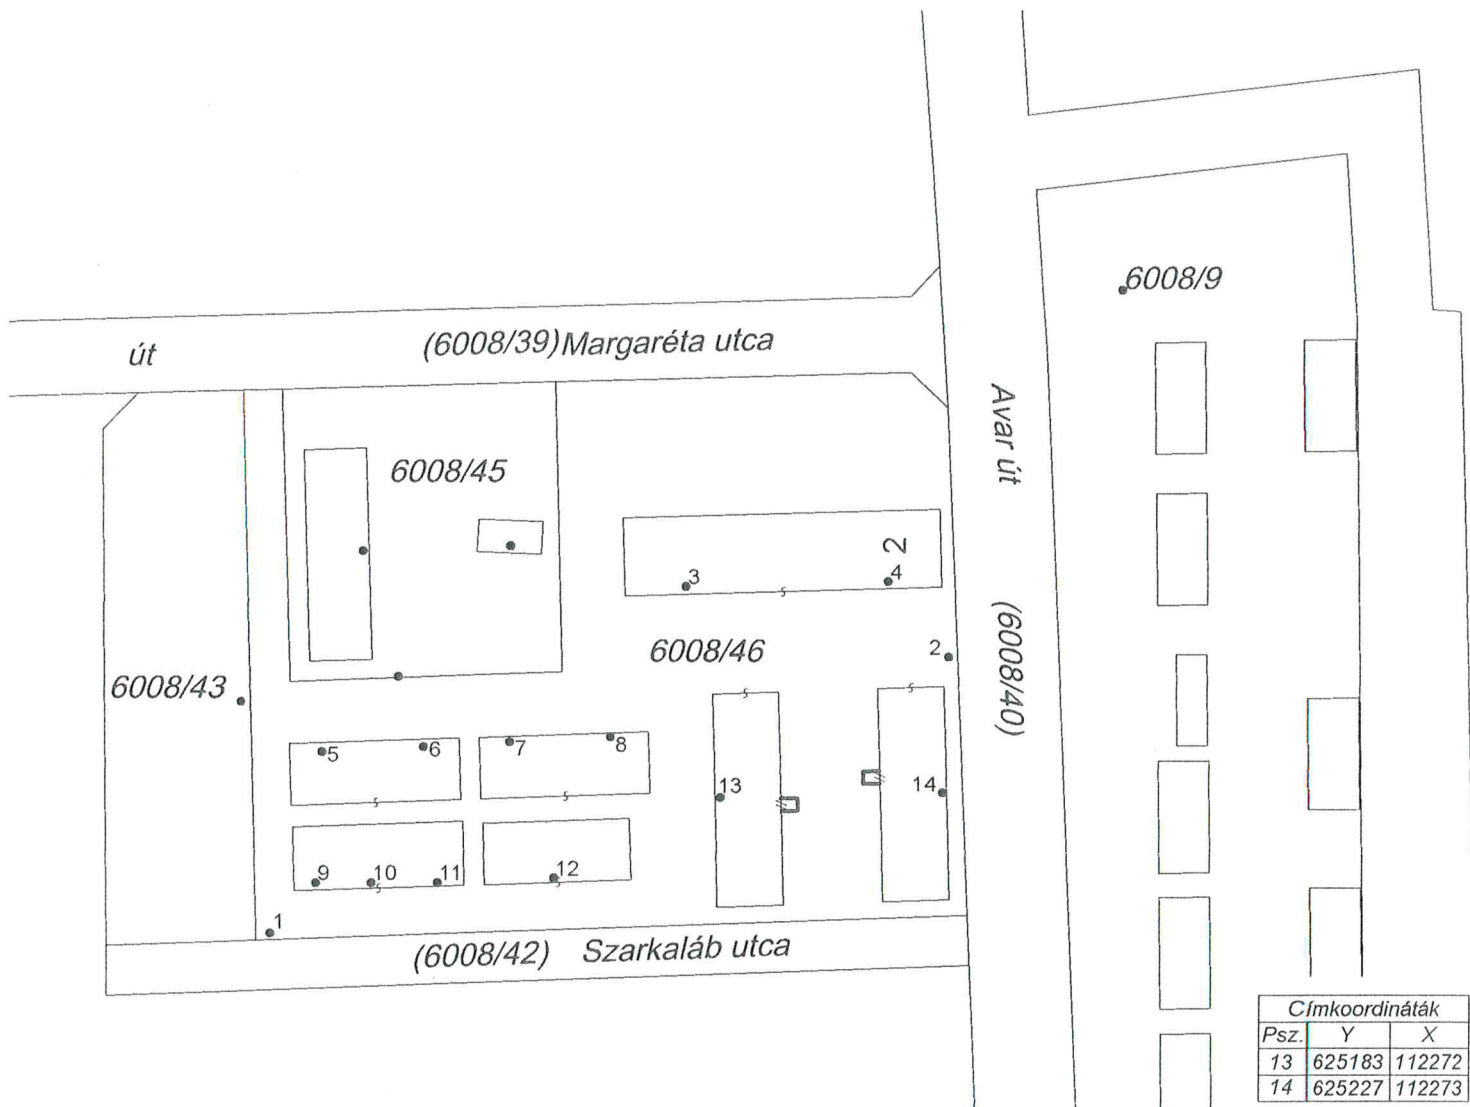 6008/9
(6008/39) Margaréta utca
út
Avar út
6008/45
2
3
4
(6008/40)
6008/46
2
6008/43
5
6
7
8
13
14
9
10
11
12
1
(6008/42) Szarkaláb utca
Címkoordináták
Psz. Y X
13 625183 112272
14 625227 112273